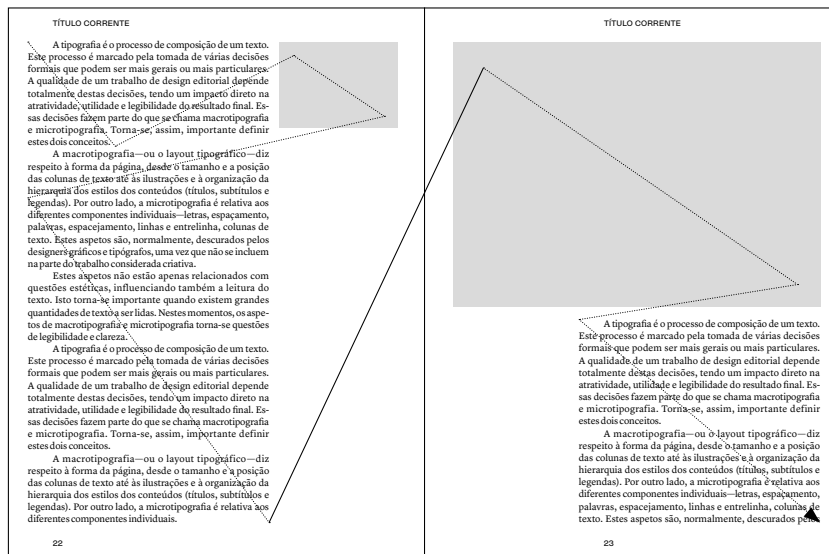 TÍTULO CORRENTE
A tipografia é o processo de composição de um texto.
Este processo é marcado pela tomada de várias decisões
formais que podem ser mais gerais ou mais particulares.
A qualidade de um trabalho de design editorial depende
totalmente destas decisões, tendo um impacto direto na
atratividade, utilidade e legibilidade do resultado final. Es-
sas decisões fazem parte do que se chama macrotipografia
e microtipografia. Torna-se, assim, importante definir
estes dois conceitos.
A macrotipografia—ou o layout tipográfico—diz
respeito à forma da página, desde o tamanho e a posição
das colunas de texto até às ilustrações e à organização da
hierarquia dos estilos dos conteúdos (títulos, subtítulos e
legendas). Por outro lado, a microtipografia é relativa aos
diferentes componentes individuais—letras, espaçamento,
palavras, espacejamento, linhas e entrelinha, colunas de
texto. Estes aspetos são, normalmente, descurados pelos
designers gráficos e tipógrafos, uma vez que não se incluem
na parte do trabalho considerada criativa.
Estes aspetos não estão apenas relacionados com
questões estéticas, influenciando também a leitura do
texto. Isto torna-se importante quando existem grandes
quantidades de texto a ser lidas. Nestes momentos, os aspe-
tos de macrotipografia e microtipografia torna-se questões
de legibilidade e clareza.
A tipografia é o processo de composição de um texto.
Este processo é marcado pela tomada de várias decisões
formais que podem ser mais gerais ou mais particulares.
A qualidade de um trabalho de design editorial depende
totalmente destas decisões, tendo um impacto direto na
atratividade, utilidade e legibilidade do resultado final. Es-
sas decisões fazem parte do que se chama macrotipografia
e microtipografia. Torna-se, assim, importante definir
estes dois conceitos.
A macrotipografia—ou o layout tipográfico—diz
respeito à forma da página, desde o tamanho e a posição
das colunas de texto até às ilustrações e à organização da
hierarquia dos estilos dos conteúdos (títulos, subtítulos e
legendas). Por outro lado, a microtipografia é relativa aos
diferentes componentes individuais.
22
TÍTULO CORRENTE
A tipografia é o processo de composição de um texto.
Este processo é marcado pela tomada de várias decisões
formais que podem ser mais gerais ou mais particulares.
A qualidade de um trabalho de design editorial depende
totalmente destas decisões, tendo um impacto direto na
atratividade, utilidade e legibilidade do resultado final. Es-
sas decisões fazem parte do que se chama macrotipografia
e microtipografia. Torna-se, assim, importante definir
estes dois conceitos.
A macrotipografia—ou o layout tipográfico—diz
respeito à forma da página, desde o tamanho e a posição
das colunas de texto até às ilustrações e à organização da
hierarquia dos estilos dos conteúdos (títulos, subtítulos e
legendas). Por outro lado, a microtipografia é relativa aos
diferentes componentes individuais—letras, espaçamento,
palavras, espacejamento, linhas e entrelinha, colunas de
texto. Estes aspetos são, normalmente, descurados pelos
23